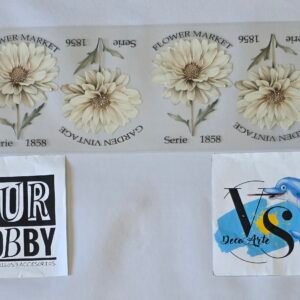 FLOWER MARKET
Serie 1856
FLOWER MARKET
Serie 1856
1858
GARDEN VINTAGE
Serie 1858
GARDEN VINTAGE
UR
OBBY
VS
Deco Arte